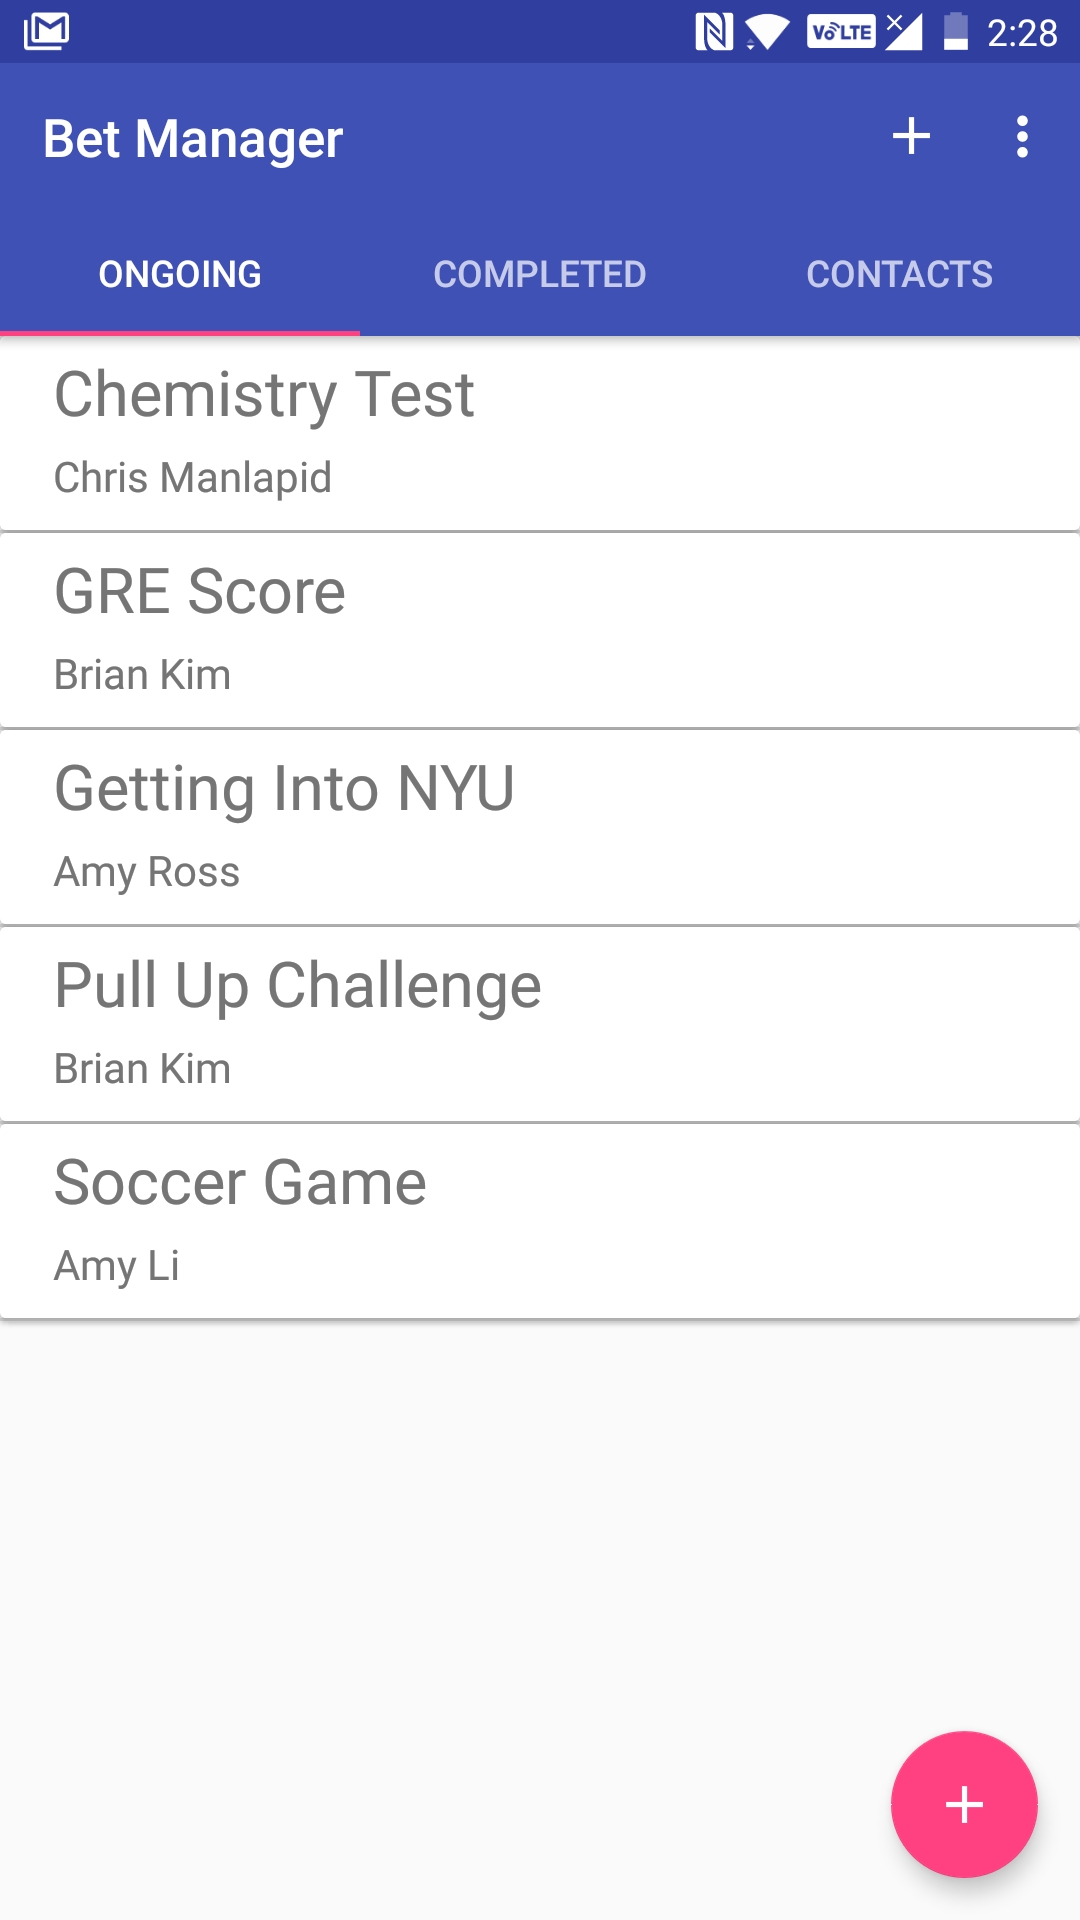 VoLTE 2:28
Bet Manager
ONGOING COMPLETED CONTACTS
Chemistry Test
Chris Manlapid
GRE Score
Brian Kim
Getting Into NYU
Amy Ross
Pull Up Challenge
Brian Kim
Soccer Game
Amy Li